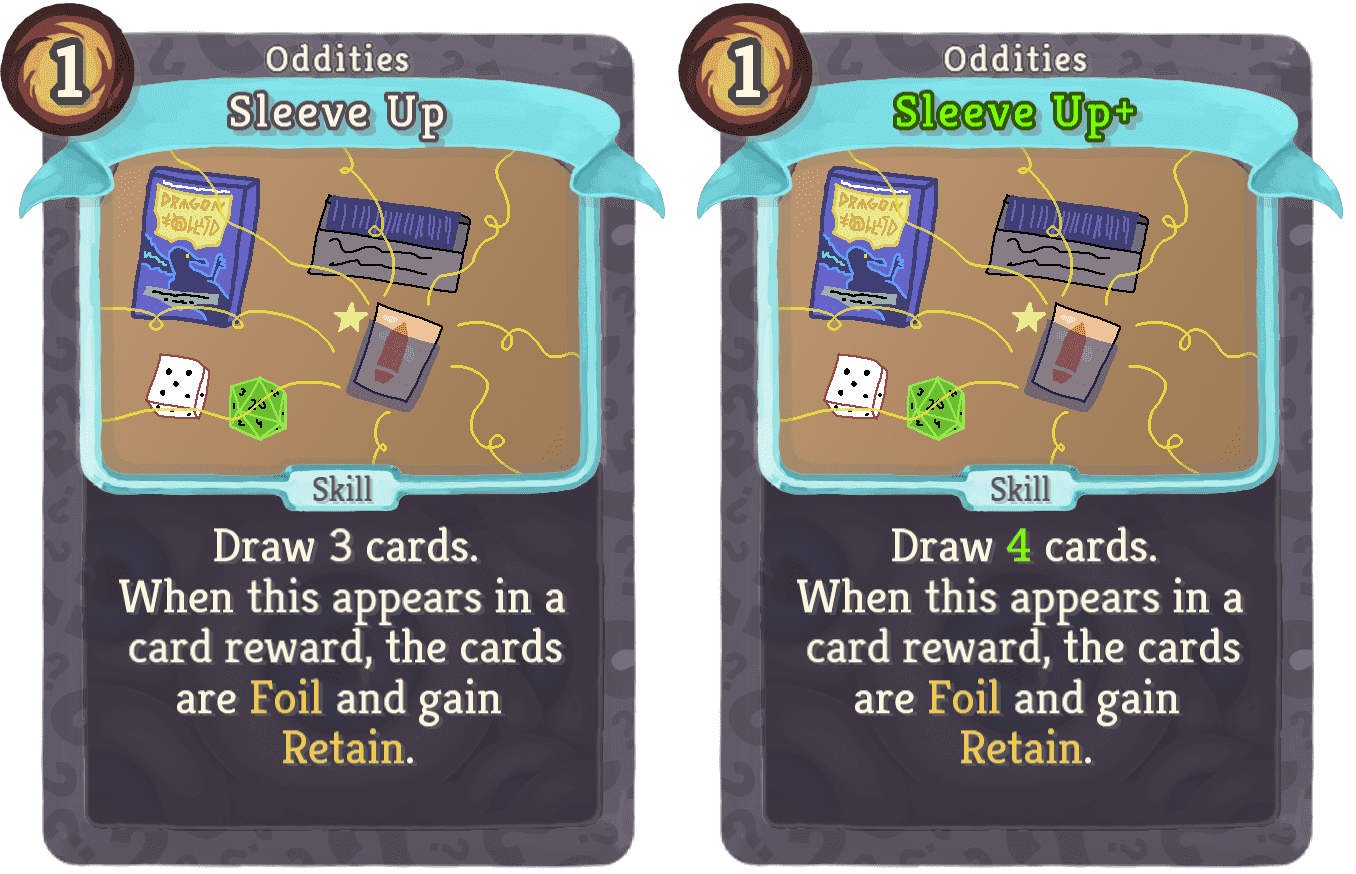 1
Oddities
Sleeve Up
DRAGON
Skill
Draw 3 cards.
When this appears in a
card reward, the cards
are Foil and gain
Retain.
1
Oddities
Sleeve Up+
DRAGON
Skill
Draw 4 cards.
When this appears in a
card reward, the cards
are Foil and gain
Retain.